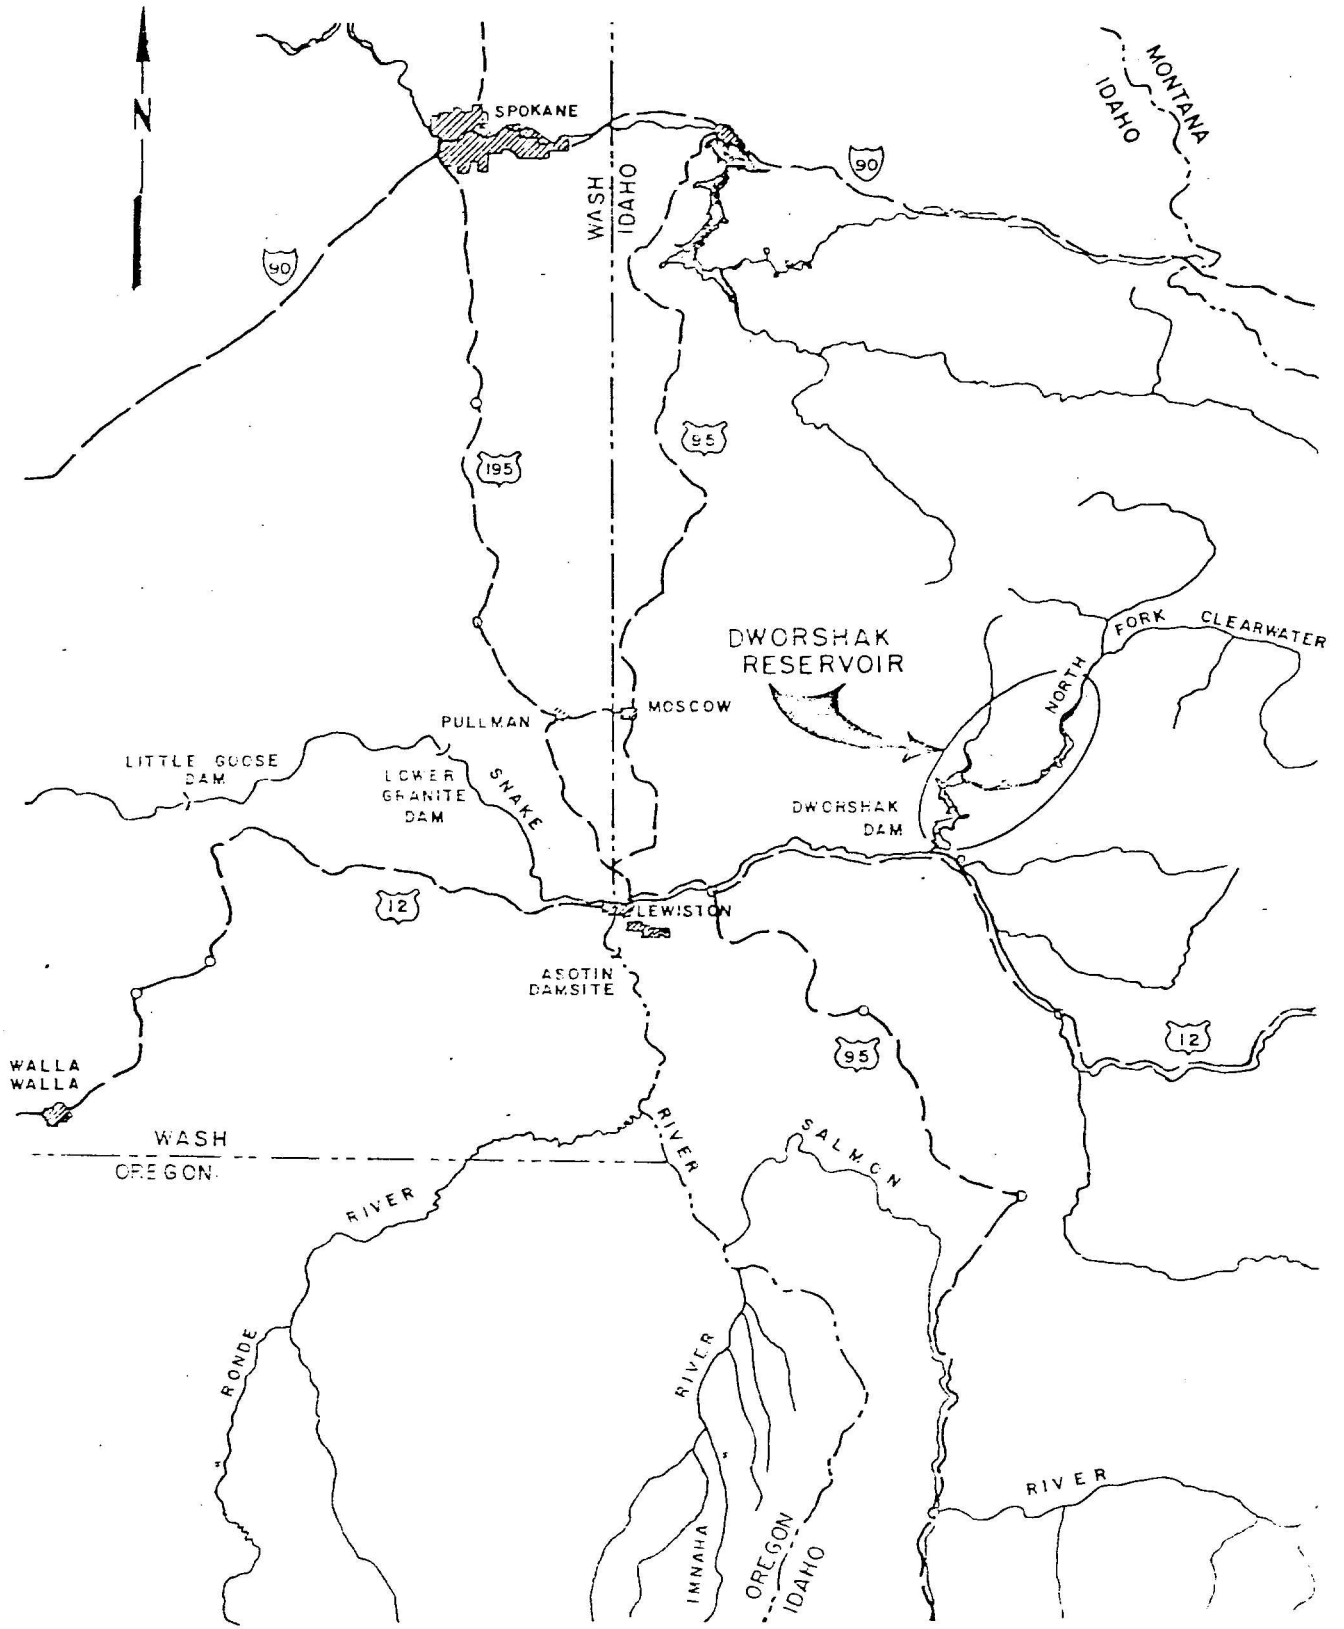 N
SPOKANE
MONTANA
IDAHO
90
WASH
IDAHO
90
95
195
FORK CLEARWATER
DWORSHAK
RESERVOIR
NORTH
PULLMAN
MOSCOW
LITTLE GOOSE
DAM
LOWER
GRANITE
DAM
SNAKE
DWORSHAK
DAM
12
LEWISTON
ASOTIN
DAMSITE
12
95
WALLA
WALLA
RIVER
SALMON
WASH
OREGON
RIVER
RONDE
RIVER
RIVER
IMNAHA
OREGON
IDAHO